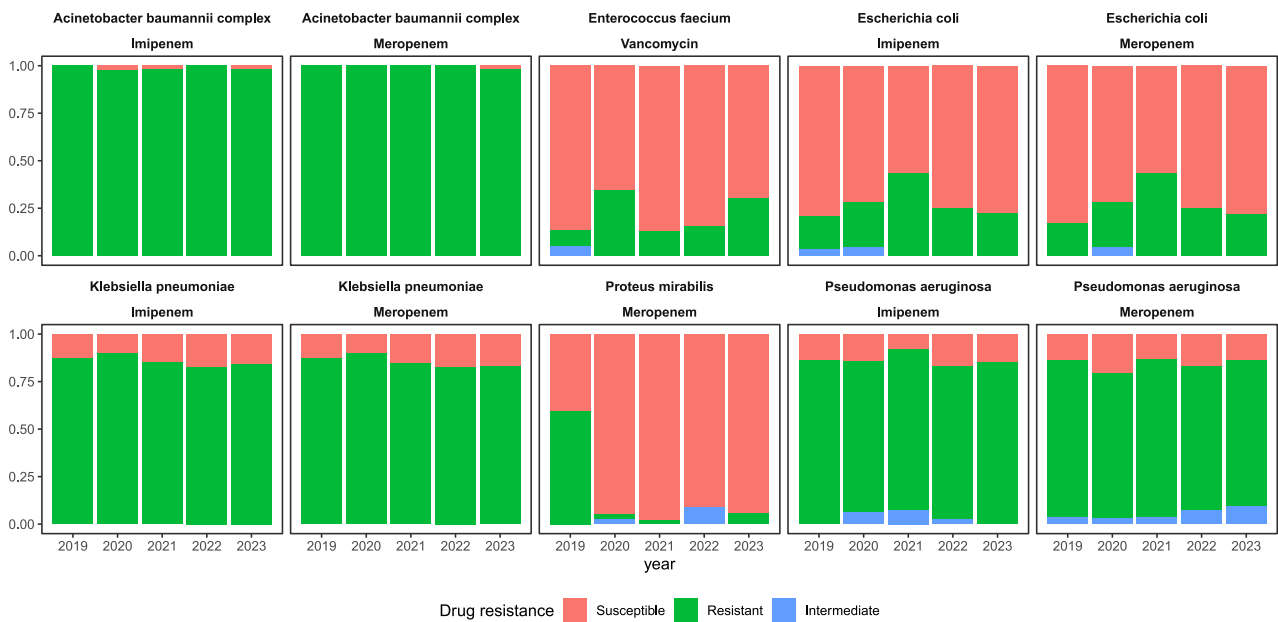 Acinetobacter baumannii complex
Acinetobacter baumannii complex
Enterococcus faecium
Escherichia coli
Escherichia coli
Imipenem
Meropenem
Vancomycin
Imipenem
Meropenem
1.00
0.75
0.50
0.25
0.00
Klebsiella pneumoniae
Klebsiella pneumoniae
Proteus mirabilis
Pseudomonas aeruginosa
Pseudomonas aeruginosa
Imipenem
Meropenem
Meropenem
Imipenem
Meropenem
1.00
0.75
0.50
0.25
0.00
2019 2020 2021 2022 2023
2019 2020 2021 2022 2023
2019 2020 2021 2022 2023
2019 2020 2021 2022 2023
2019 2020 2021 2022 2023
year
Drug resistance Susceptible Resistant Intermediate